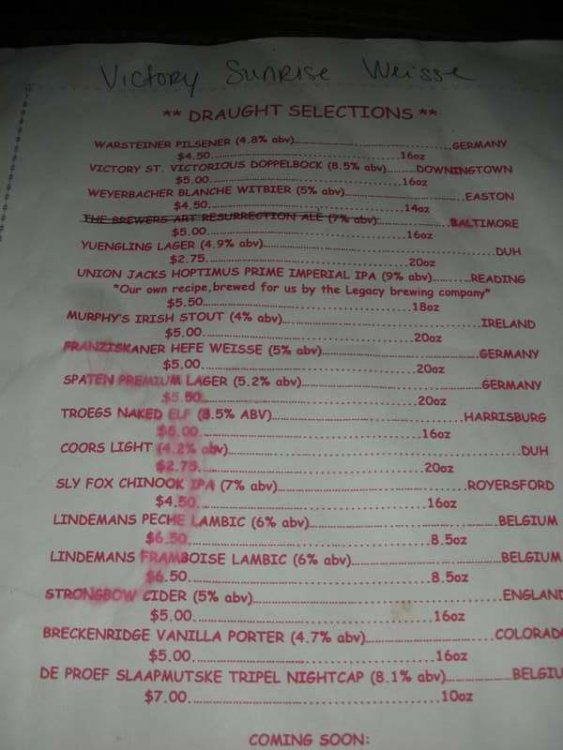 Victory Sunrise Weisse
** DRAUGHT SELECTIONS **
WARSTEINER PILSENER (4.8% abv)...GERMANY
$4.50...16oz
VICTORY ST. VICTORIOUS DOPPELBOCK (8.5% abv)...DOWNINGTOWN
$5.00...16oz
WEYERBACHER BLANCHE WITBIER (5% abv)...EASTON
$4.50...14oz
THE BREWERS ART RESURRECTION ALE (7% abv)...BALTIMORE
$5.00...16oz
YUENGLING LAGER (4.9% abv)...DUH
$2.75...20oz
UNION JACKS HOPTIMUS PRIME IMPERIAL IPA (9% abv)...READING
"Our own recipe,brewed for us by the Legacy brewing company"
$5.50...18oz
MURPHY'S IRISH STOUT (4% abv)...IRELAND
$5.00...20oz
FRANZISKANER HEFE WEISSE (5% abv)...GERMANY
$5.00...20oz
SPATEN PREMIUM LAGER (5.2% abv)...GERMANY
$5.50...20oz
TROEGS NAKED ELF (8.5% ABV)...HARRISBURG
$5.00...16oz
COORS LIGHT (4.2% abv)...DUH
$2.75...20oz
SLY FOX CHINOOK IPA (7% abv)...ROYERSFORD
$4.50...16oz
LINDEMANS PECHE LAMBIC (6% abv)...BELGIUM
$6.50...8.5oz
LINDEMANS FRAMBOISE LAMBIC (6% abv)...BELGIUM
$6.50...8.5oz
STRONGBOW CIDER (5% abv)...ENGLAND
$5.00...16oz
BRECKENRIDGE VANILLA PORTER (4.7% abv)...COLORADO
$5.00...16oz
DE PROEF SLAAPMUTSKE TRIPEL NIGHTCAP (8.1% abv)...BELGIU
$7.00...10oz
COMING SOON: